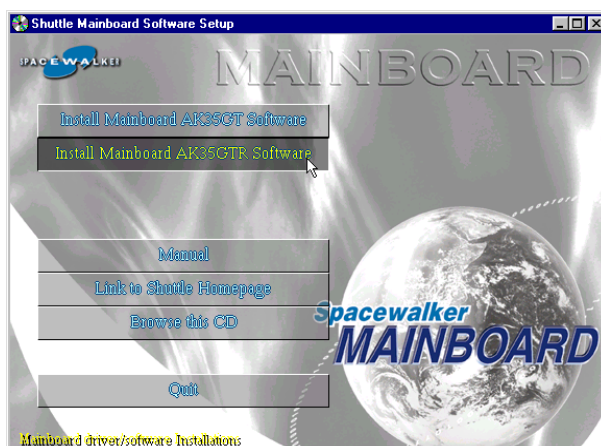 Shuttle Mainboard Software Setup
SPACEWALKER
MAINBOARD
Install Mainboard AK35GT Software
Install Mainboard AK35GTR Software
Manual
Link to Shuttle Homepage
Browse this CD
Spacewalker
MAINBOARD
Quit
Mainboard driver/software Installations